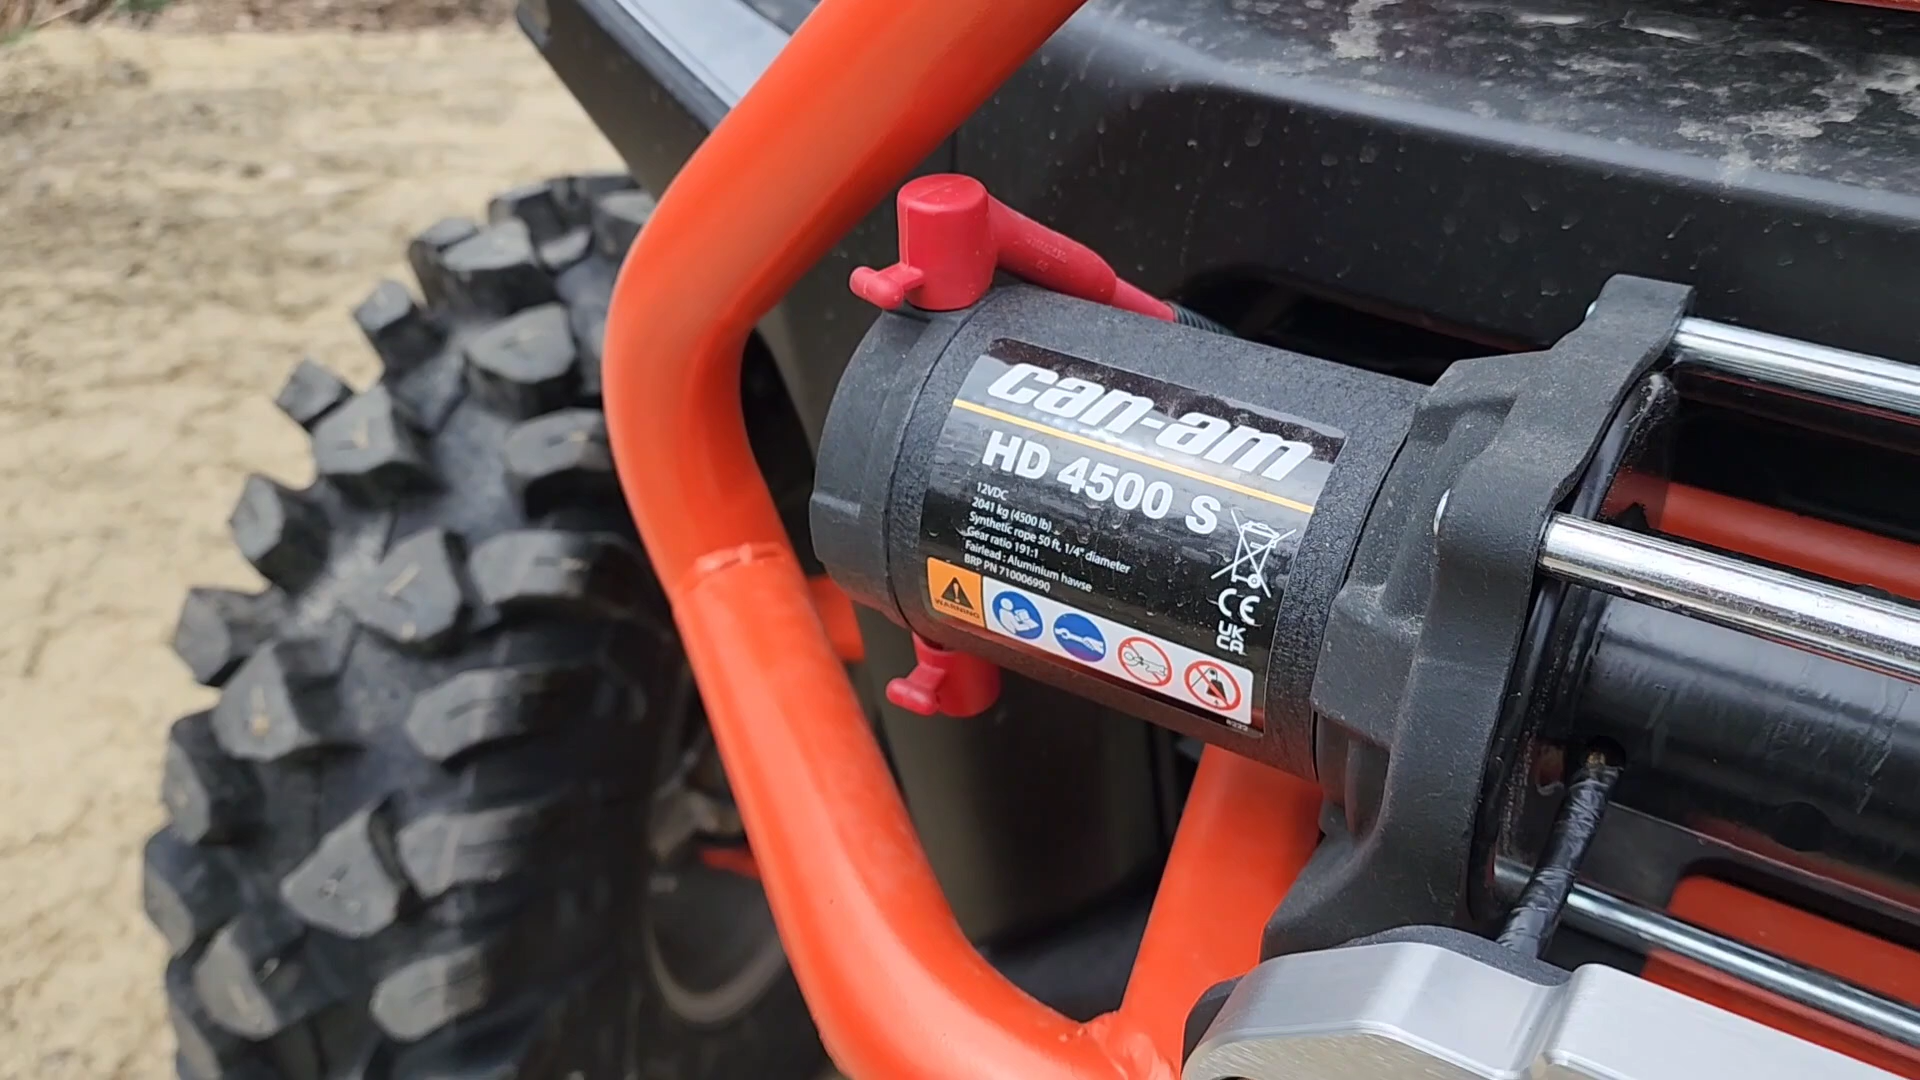 can-am
HD 4500 S
12VDC
2041 kg (4500 lb)
Synthetic rope 50 ft, 1/4" diameter
Gear ratio 191:1
Fairlead : Aluminium hawse
BRP PN 710006990
WARNING
CE
UK
CA